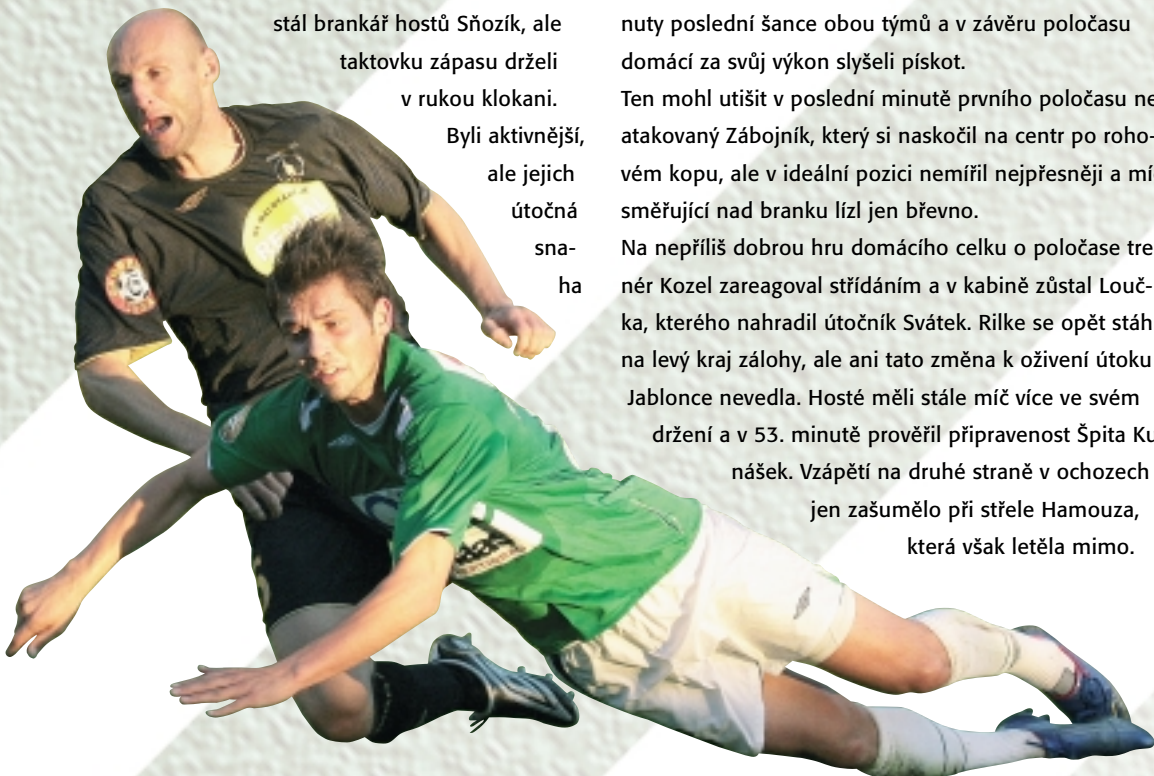 stál brankář hostů Sňozík, ale
taktovku zápasu drželi
v rukou klokani.
Byli aktivnější,
ale jejich
útočná
sna-
ha
nuty poslední šance obou týmů a v závěru poločasu
domácí za svůj výkon slyšeli pískot.
Ten mohl utišit v poslední minutě prvního poločasu ne
atakovaný Zábojník, který si naskočil na centr po roho-
vém kopu, ale v ideální pozici nemířil nejpřesněji a mí
směřující nad branku lízl jen břevno.
Na nepříliš dobrou hru domácího celku o poločase tre
nér Kozel zareagoval střídáním a v kabině zůstal Louč-
ka, kterého nahradil útočník Svátek. Rilke se opět stáh
na levý kraj zálohy, ale ani tato změna k oživení útoku
Jablonce nevedla. Hosté měli stále míč více ve svém
držení a v 53. minutě prověřil připravenost Špita Ku
nášek. Vzápětí na druhé straně v ochozech
jen zašumělo při střele Hamouza,
která však letěla mimo.